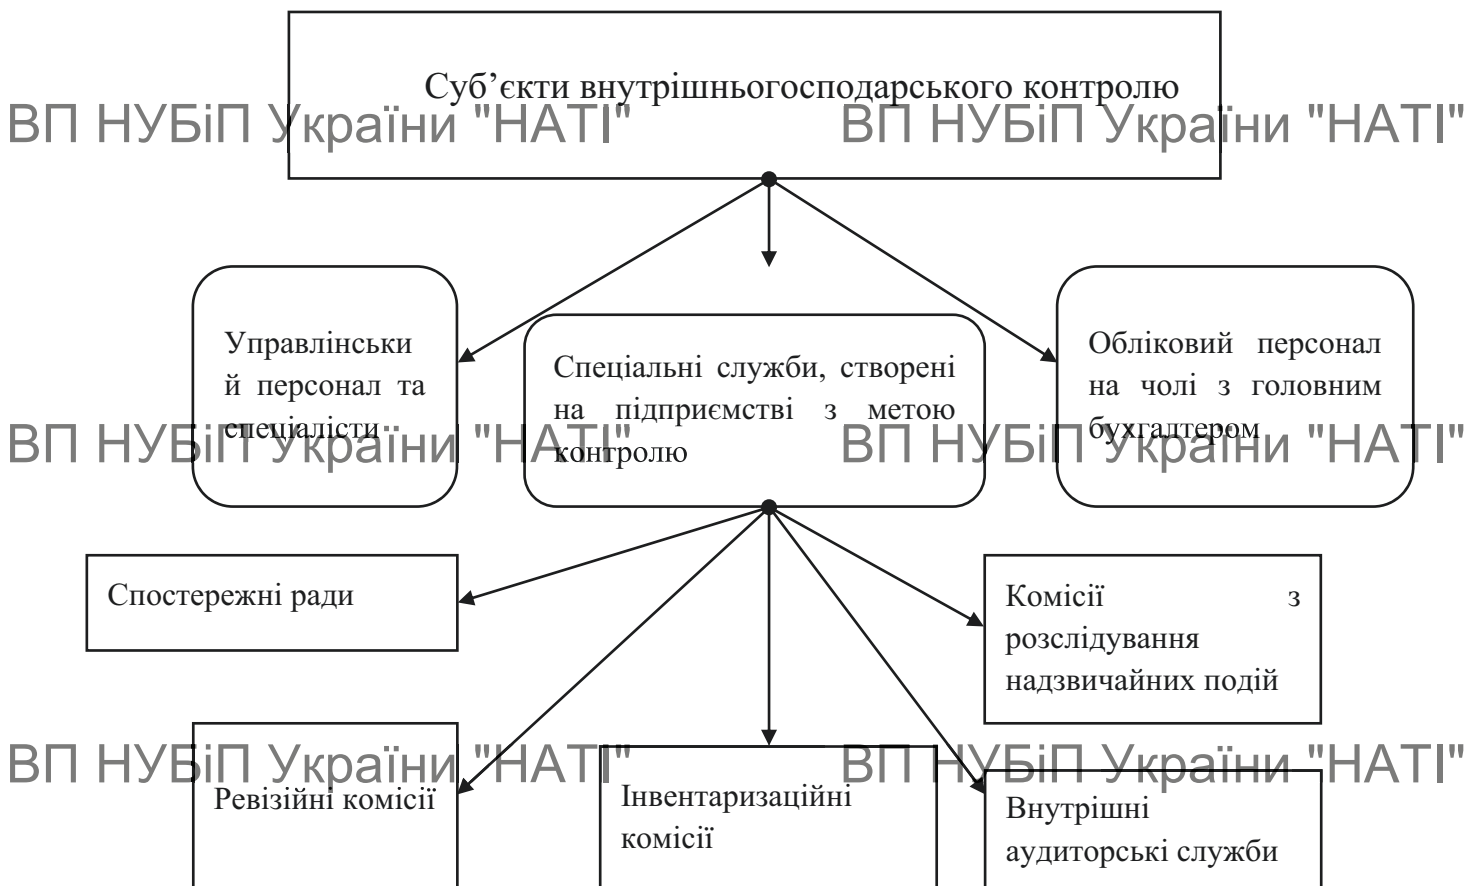 Суб’єкти внутрішньогосподарського контролю
ВП НУБіП України "НАТІ"
ВП НУБіП України "НАТІ"
Управлінськи
й персонал та
спеціалісти
Спеціальні служби, створені
на підприємстві з метою
контролю
Обліковий персонал
на чолі з головним
бухгалтером
ВП НУБіП України "НАТІ"
ВП НУБіП України "НАТІ"
Спостережні ради
Комісії з
розслідування
надзвичайних подій
ВП НУБіП України "НАТІ"
ВП НУБіП України "НАТІ"
Ревізійні комісії
Інвентаризаційні
комісії
Внутрішні
аудиторські служби